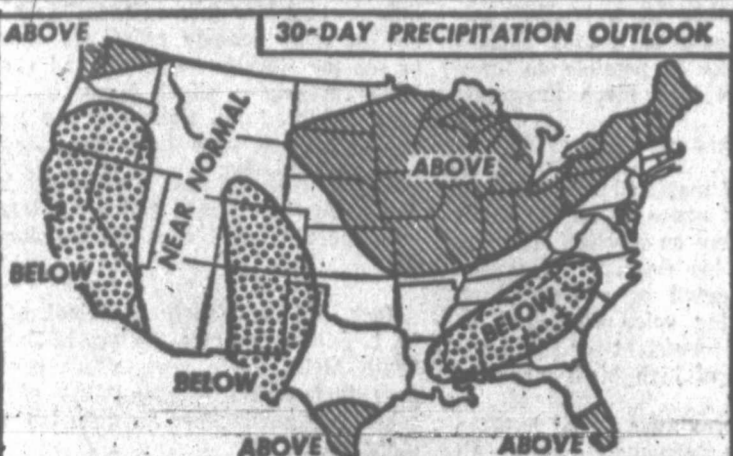 ABOVE
30-DAY PRECIPITATION OUTLOOK
NEAR NORMAL
ABOVE
BELOW
BELOW
BELOW
ABOVE
ABOVE